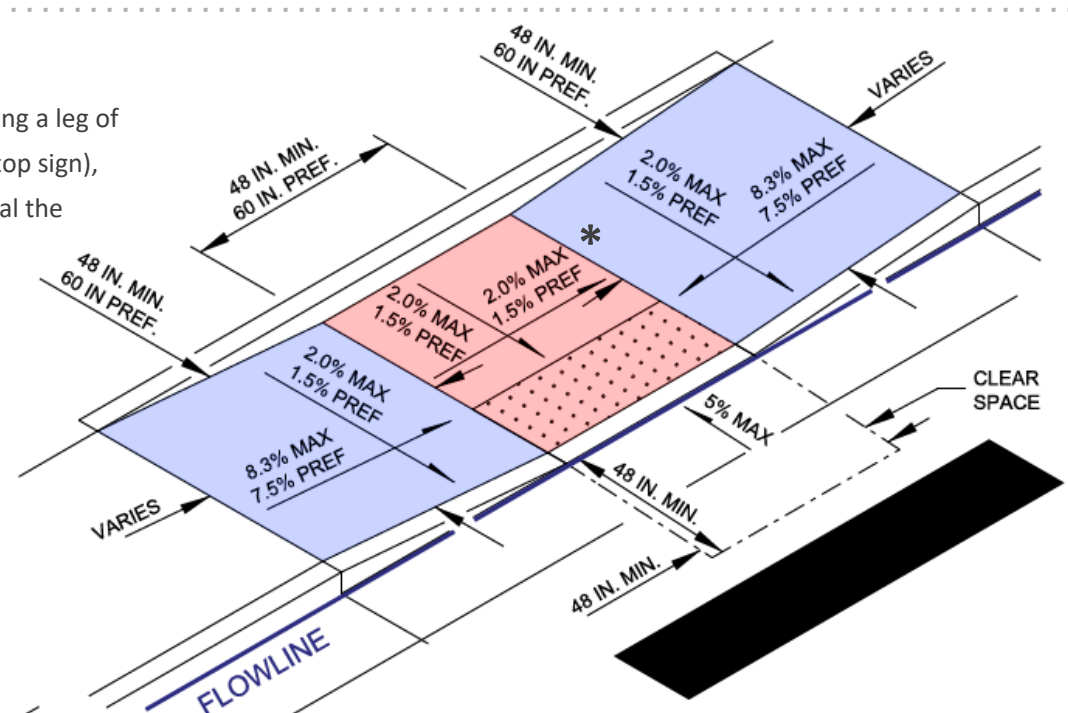 ng a leg of
top sign),
al the
48 IN. MIN.
60 IN PREF.
VARIES
48 IN. MIN.
60 IN. PREF.
2.0% MAX
1.5% PREF
8.3% MAX
7.5% PREF
*
48 IN. MIN.
60 IN PREF.
2.0% MAX
1.5% PREF
2.0% MAX
1.5% PREF
2.0% MAX
1.5% PREF
CLEAR
SPACE
5% MAX
8.3% MAX
7.5% PREF
48 IN. MIN.
VARIES
48 IN. MIN.
FLOWLINE